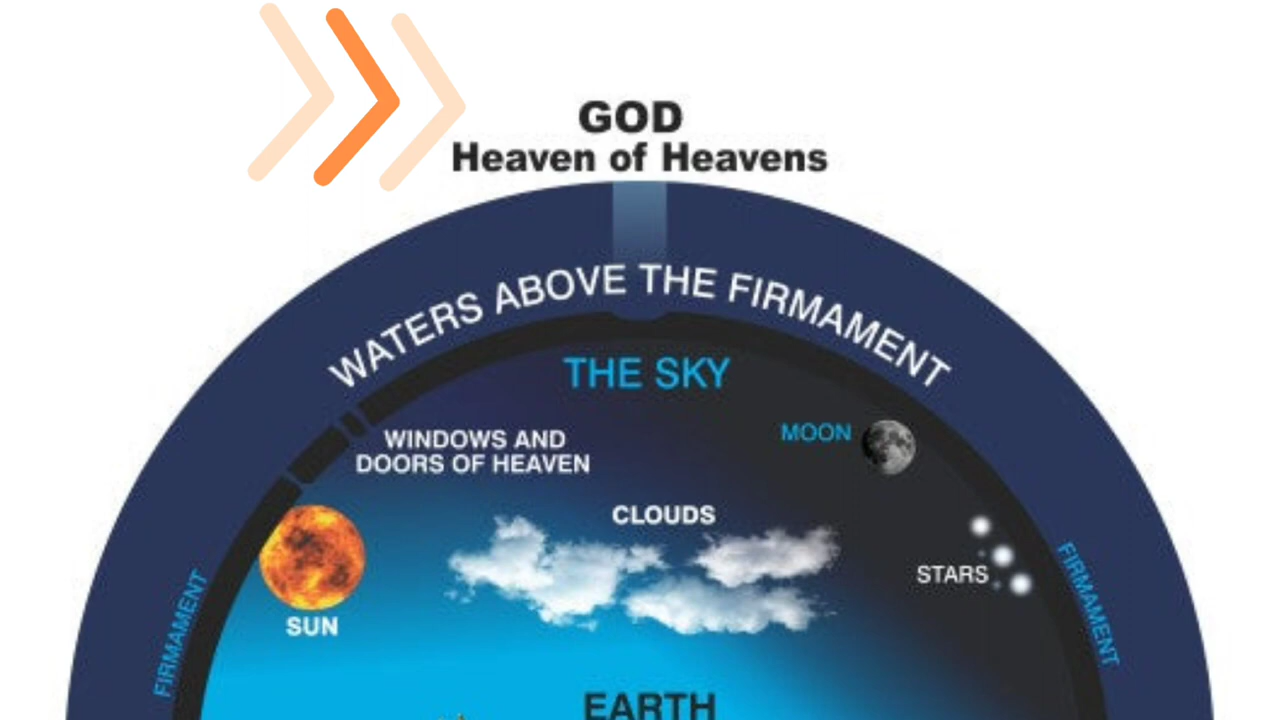 GOD
Heaven of Heavens
WATERS ABOVE THE FIRMAMENT
THE SKY
MOON
WINDOWS AND
DOORS OF HEAVEN
CLOUDS
STARS
SUN
FIRMAMENT
FIRMAMENT
EARTH